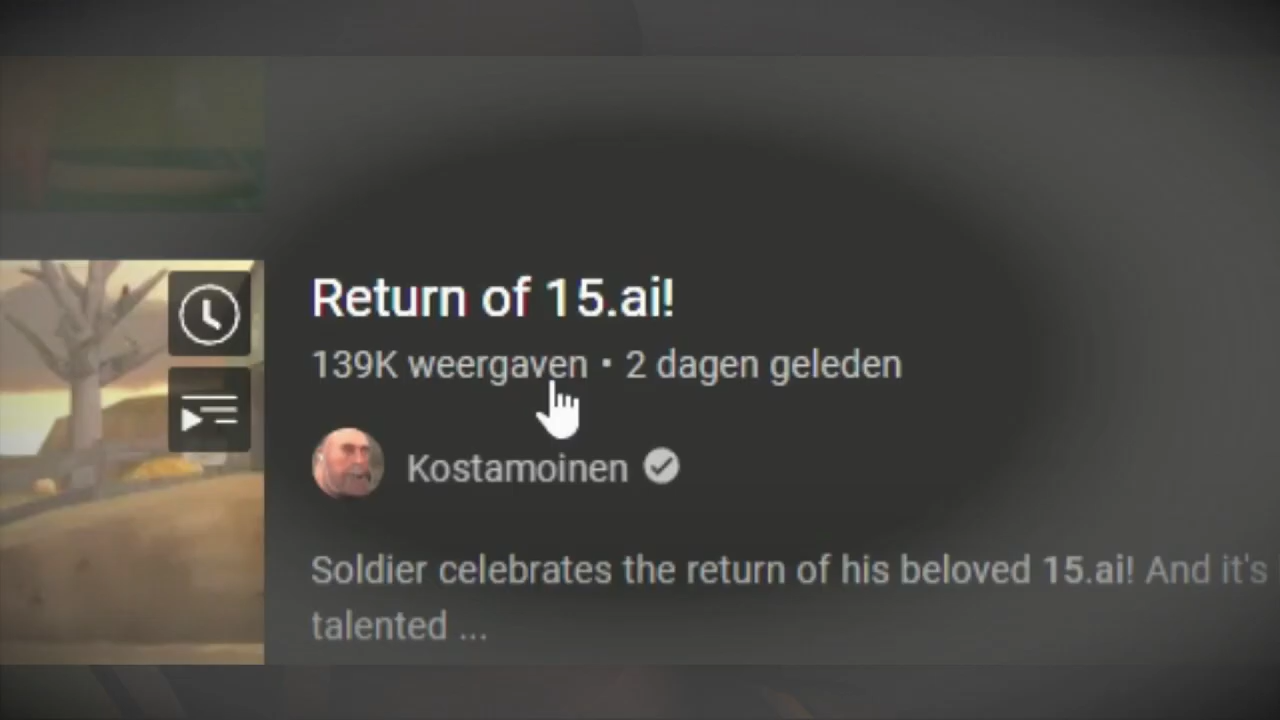 Return of 15.ai!
139K weergaven • 2 dagen geleden
Kostamoinen
Soldier celebrates the return of his beloved 15.ai! And it's
talented ...